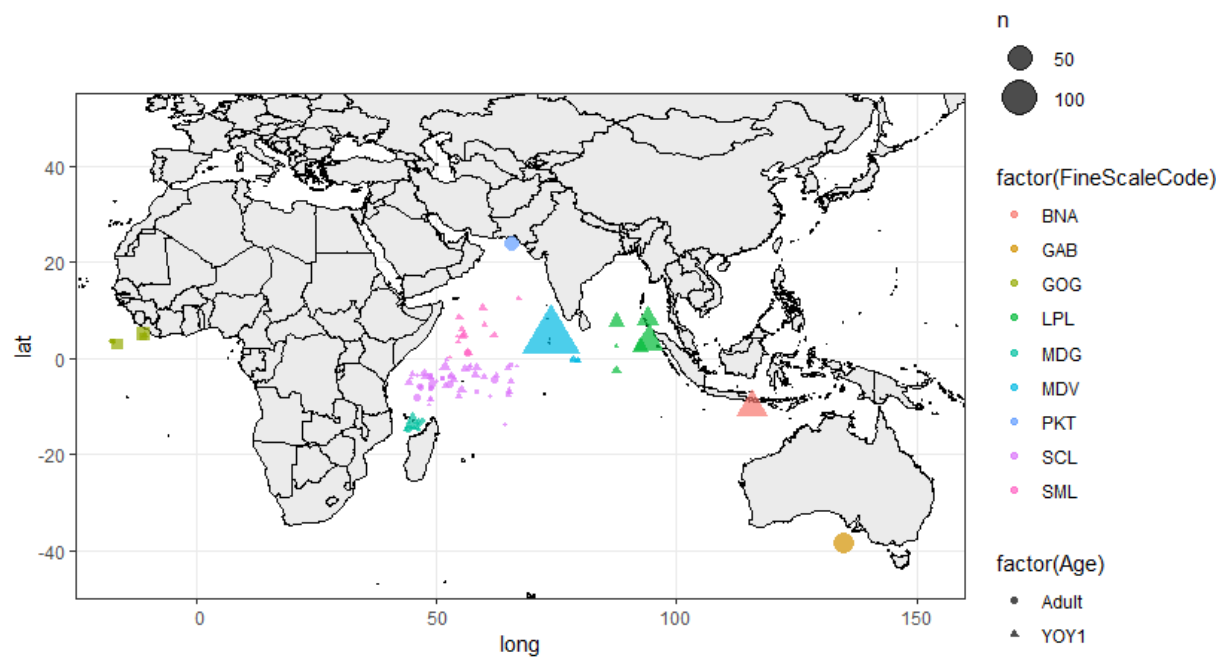 n
50
100
factor(FineScaleCode)
BNA
GAB
GOG
LPL
MDG
MDV
PKT
SCL
SML
factor(Age)
Adult
YOY1
lat
40
20
0
-20
-40
0
50
100
150
long